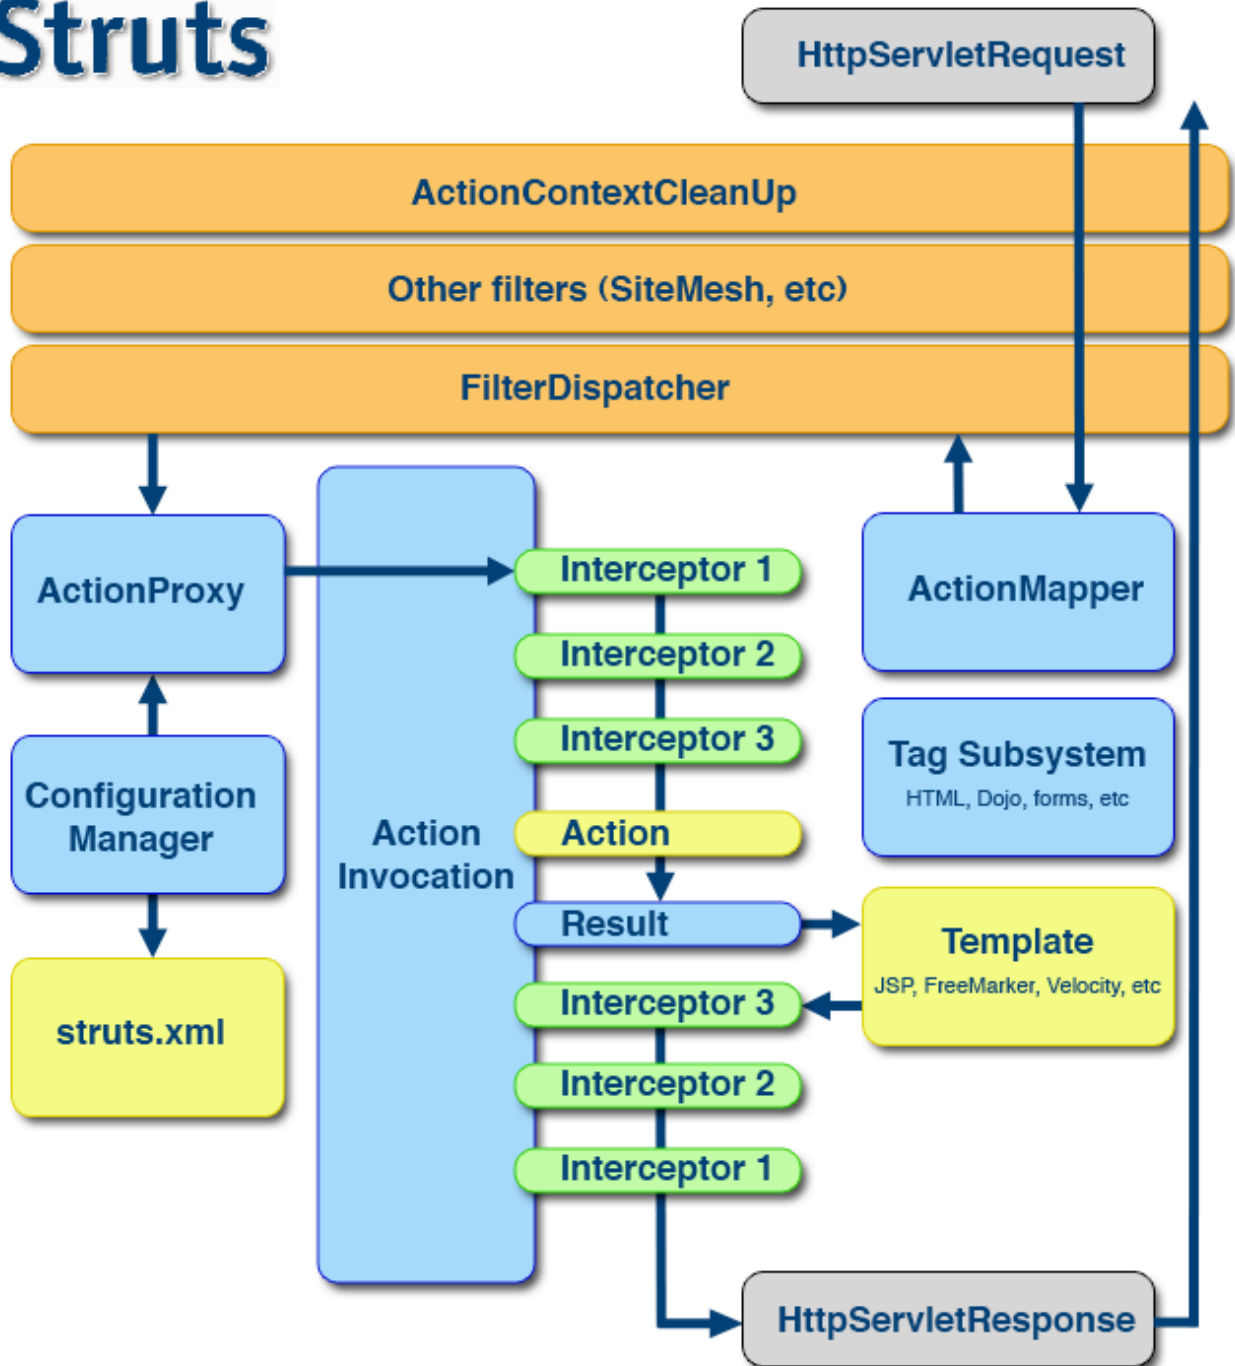 Struts
HttpServletRequest
ActionContextCleanUp
Other filters (SiteMesh, etc)
FilterDispatcher
ActionProxy
Configuration
Manager
struts.xml
Action
Invocation
Interceptor 1
Interceptor 2
Interceptor 3
Action
Result
Interceptor 3
Interceptor 2
Interceptor 1
ActionMapper
Tag Subsystem
HTML, Dojo, forms, etc
Template
JSP, FreeMarker, Velocity, etc
HttpServletResponse